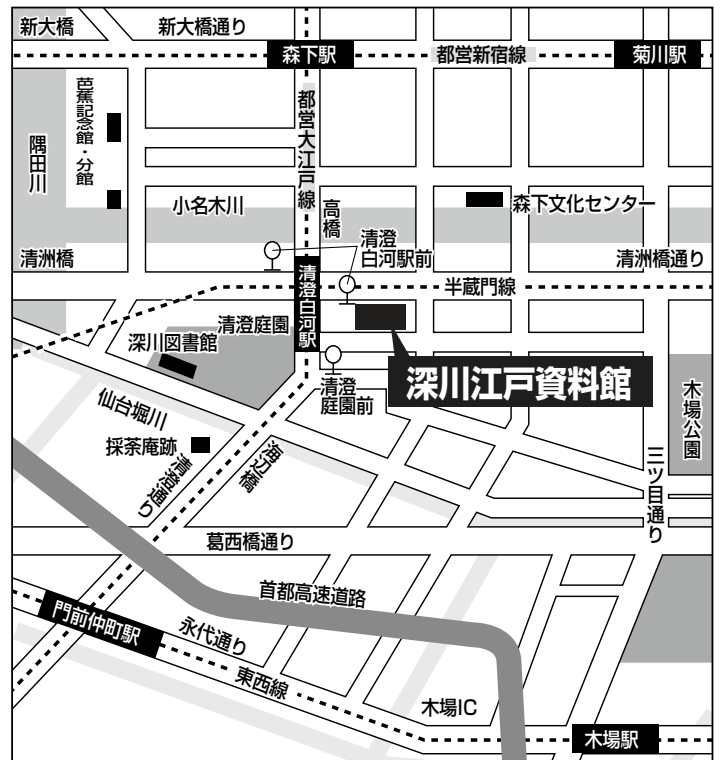 新大橋
新大橋通り
森下駅
都営新宿線
菊川駅
芭蕉記念館・分館
都営大江戸線
隅田川
小名木川
高橋
森下文化センター
清洲橋
清澄
白河駅前
清洲橋通り
清澄白河駅
半蔵門線
清澄庭園
深川図書館
深川江戸資料館
清澄
庭園前
木場公園
仙台堀川
採茶庵跡
清澄通り
海辺橋
三ツ目通り
葛西橋通り
首都高速道路
門前仲町駅
永代通り
東西線
木場IC
木場駅